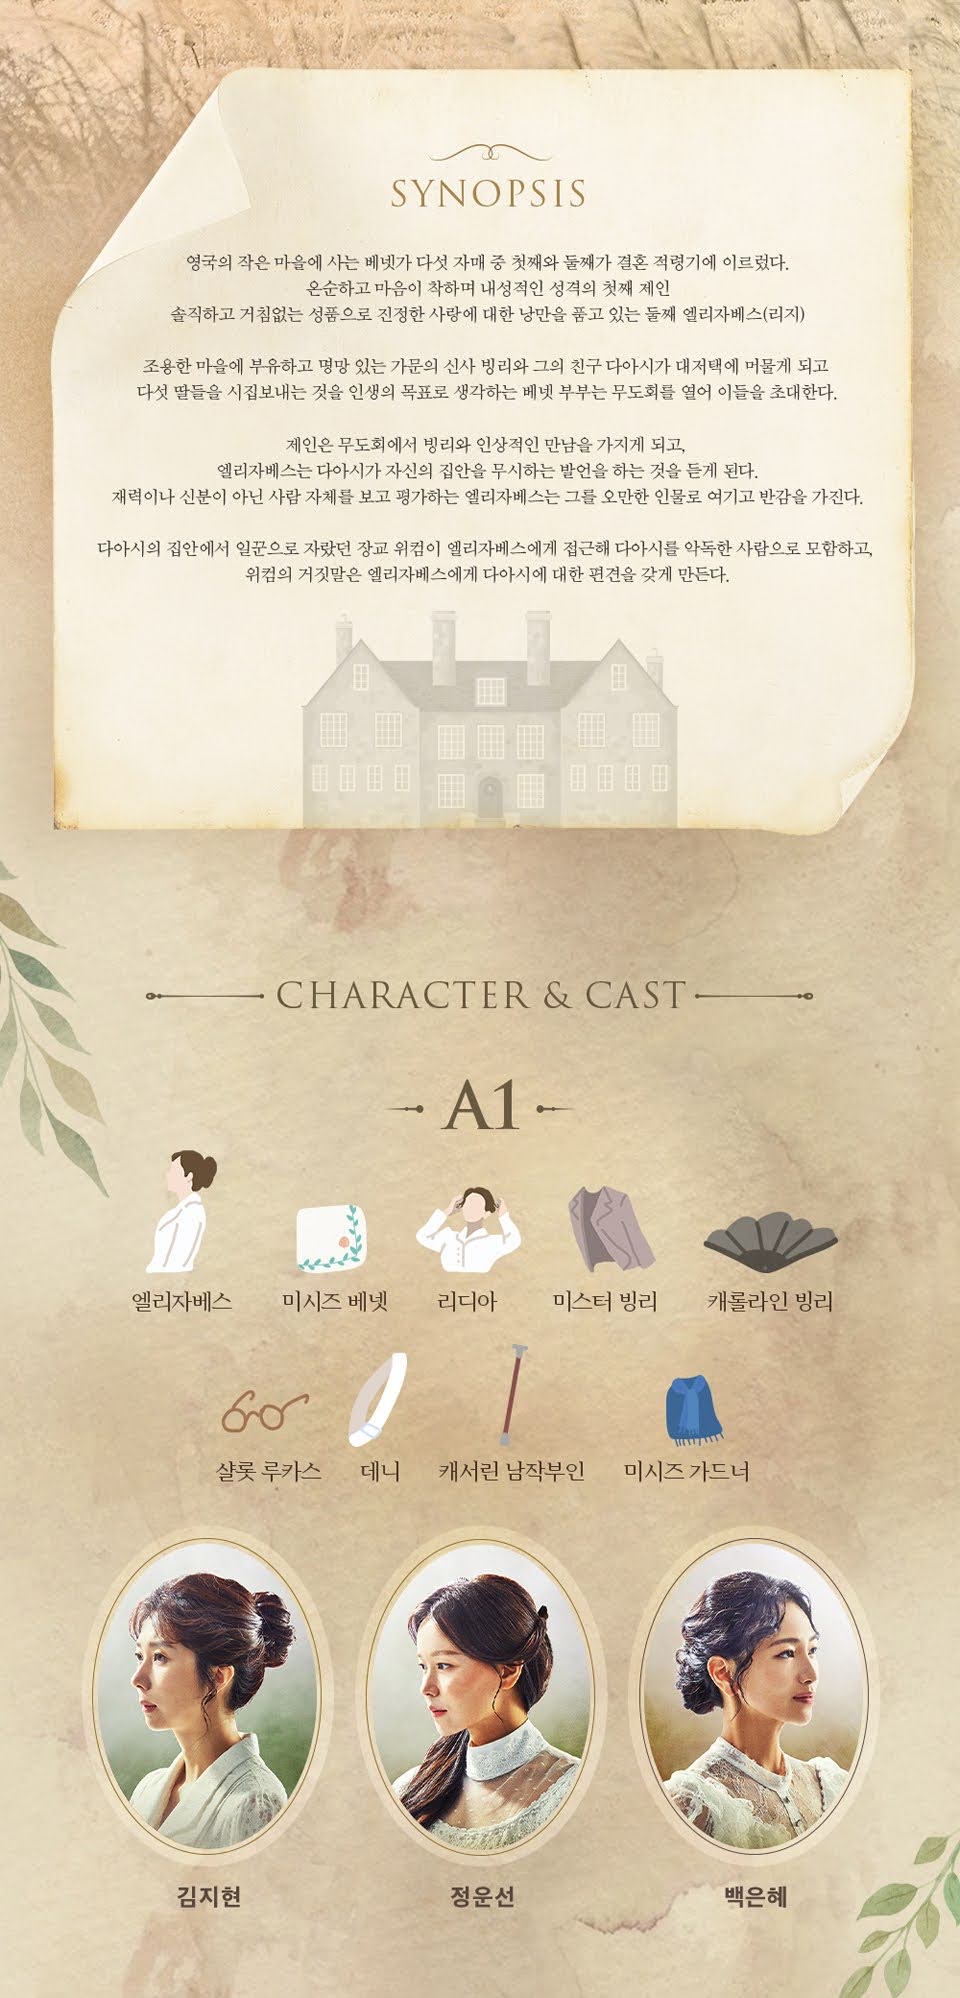 SYNOPSIS
영국의 작은 마을에 사는 베넷가 다섯 자매 중 첫째와 둘째가 결혼 적령기에 이르렀다.
온순하고 마음이 착하며 내성적인 성격의 첫째 제인
솔직하고 거침없는 성품으로 진정한 사랑에 대한 낭만을 품고 있는 둘째 엘리자베스(리지)
조용한 마을에 부유하고 명망 있는 가문의 신사 빙리와 그의 친구 다아시가 대저택에 머물게 되고
다섯 딸들을 시집보내는 것을 인생의 목표로 생각하는 베넷 부부는 무도회를 열어 이들을 초대한다.
제인은 무도회에서 빙리와 인상적인 만남을 가지게 되고,
엘리자베스는 다아시가 자신의 집안을 무시하는 발언을 하는 것을 듣게 된다.
재력이나 신분이 아닌 사람 자체를 보고 평가하는 엘리자베스는 그를 오만한 인물로 여기고 반감을 가진다.
다아시의 집안에서 일꾼으로 자랐던 장교 위컴이 엘리자베스에게 접근해 다아시를 악독한 사람으로 모함하고,
위컴의 거짓말은 엘리자베스에게 다아시에 대한 편견을 갖게 만든다.
CHARACTER & CAST
A1
엘리자베스 미시즈 베넷 리디아 미스터 빙리 캐롤라인 빙리
샬롯 루카스 데니 캐서린 남작부인 미시즈 가드너
김지현 정운선 백은혜